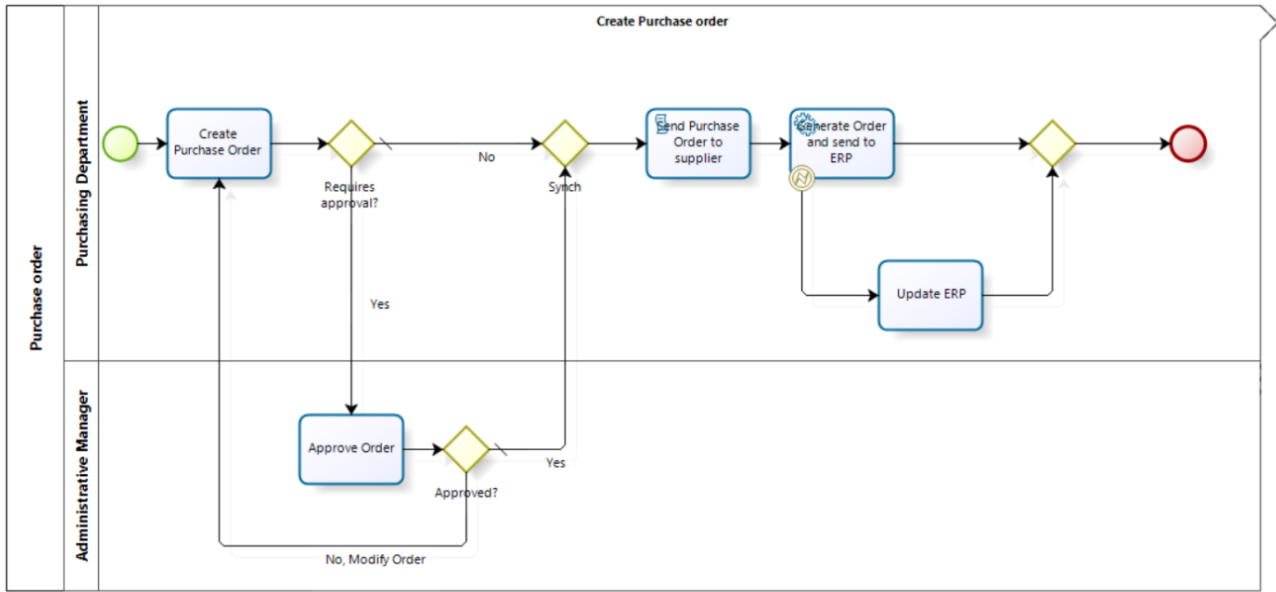 Create Purchase order
Purchase order
Purchasing Department
Create
Purchase Order
Requires
approval?
No
Yes
Synch
Send Purchase
Order to
supplier
Generate Order
and send to
ERP
Update ERP
Administrative Manager
Approve Order
Approved?
Yes
No, Modify Order